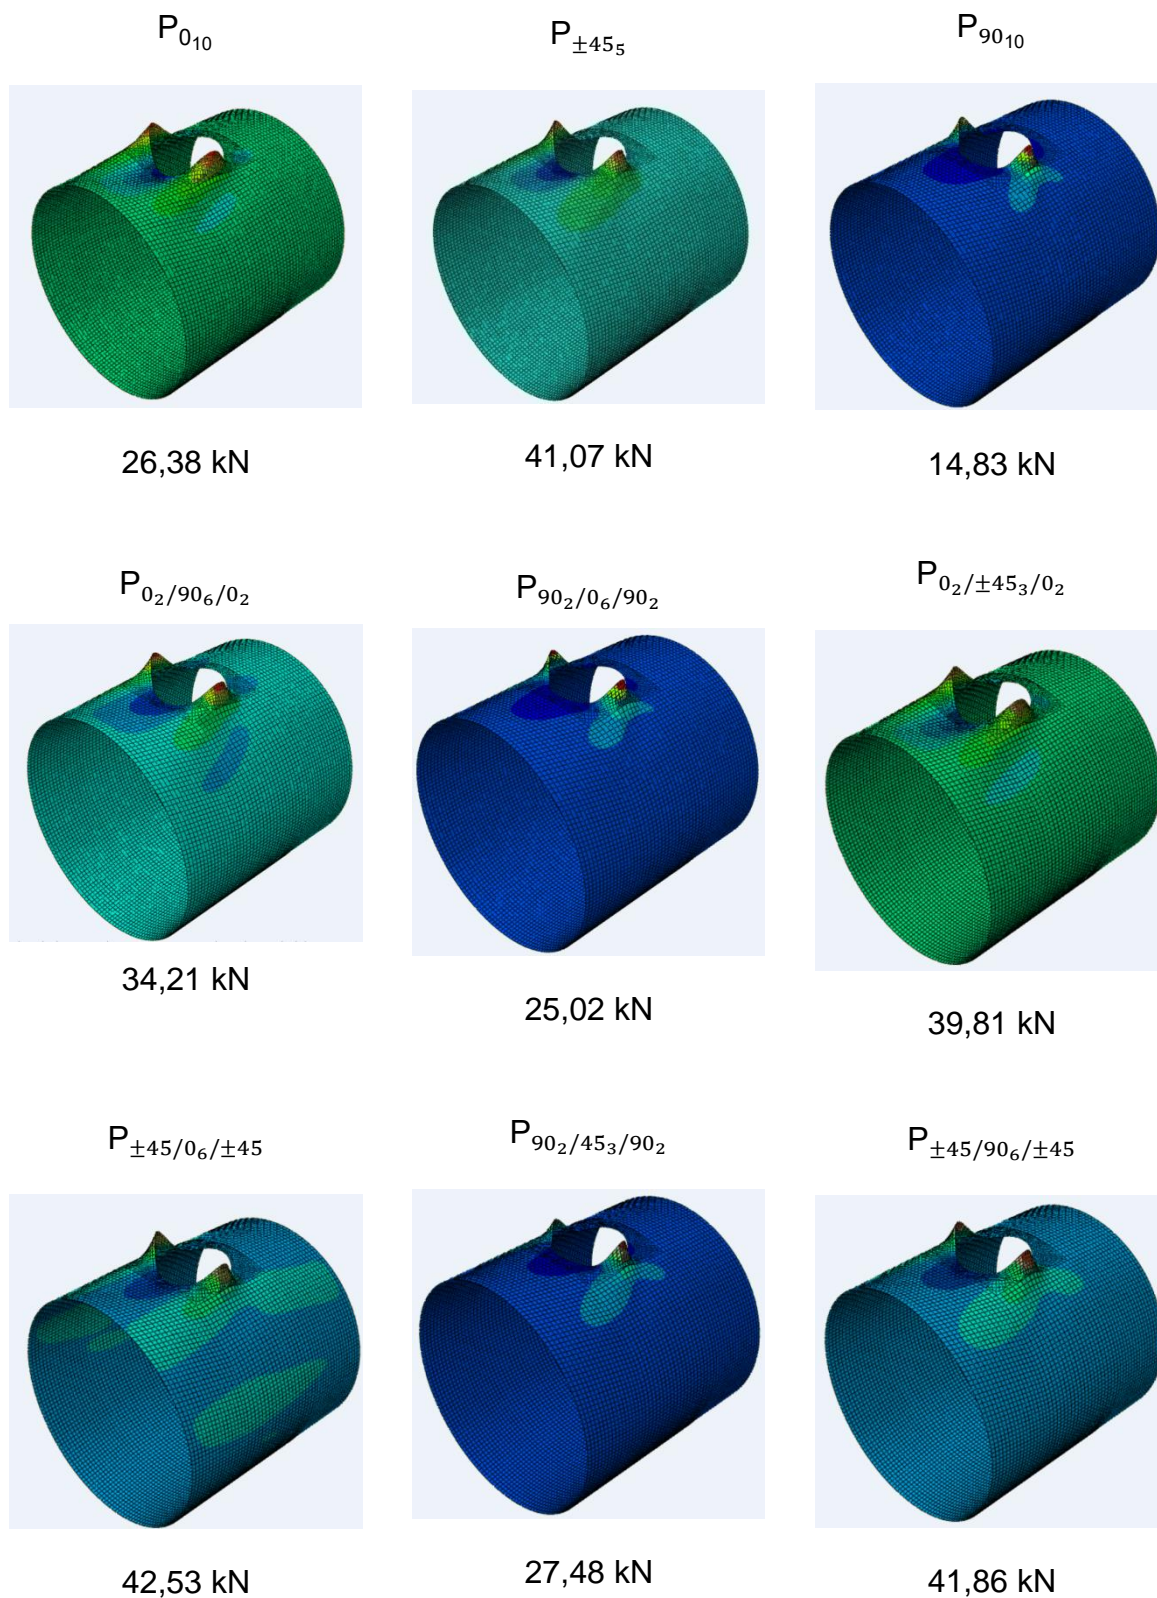 P₀₁₀ P±45₅ P₉₀₁₀
26,38 kN 41,07 kN 14,83 kN
P0₂/90₆/0₂ P90₂/0₆/90₂ P0₂/±45₃/0₂
34,21 kN 25,02 kN 39,81 kN
P±45/0₆/±45 P90₂/45₃/90₂ P±45/90₆/±45
42,53 kN 27,48 kN 41,86 kN